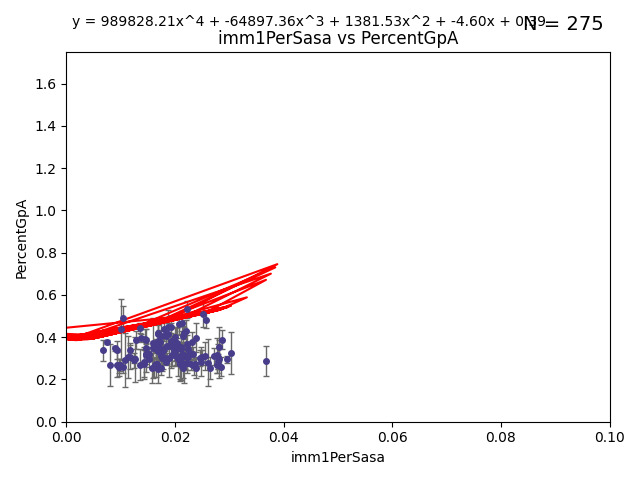 y = 989828.21x^4 + -64897.36x^3 + 1381.53x^2 + -4.60x + 0.39
N = 275
imm1PerSasa vs PercentGpA
1.6
1.4
1.2
1.0
0.8
0.6
0.4
0.2
0.0
PercentGpA
0.00 0.02 0.04 0.06 0.08 0.10
imm1PerSasa